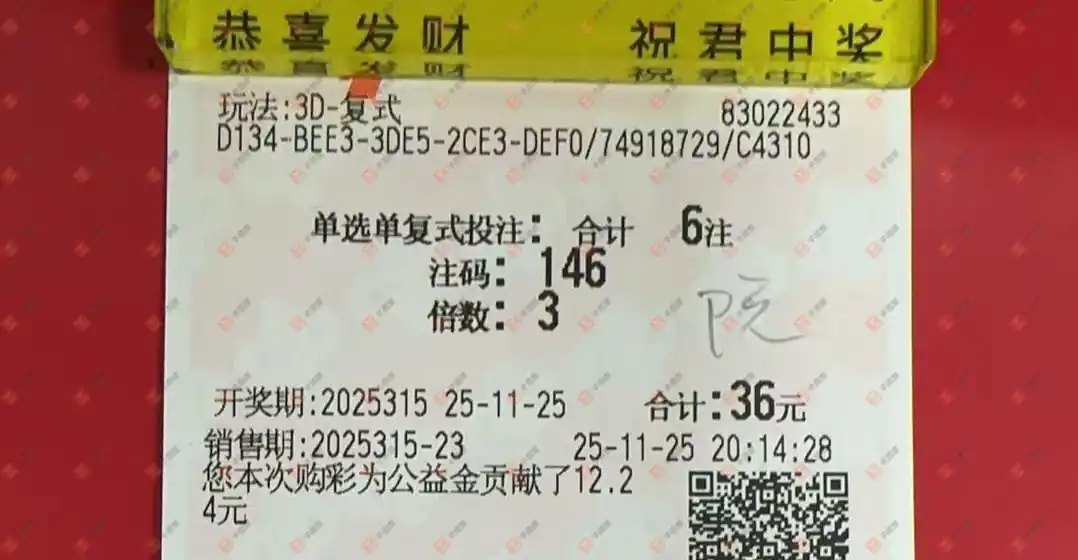 恭喜发财 祝君中奖
玩法:3D-复式 83022433
D134-BEE3-3DE5-2CE3-DEF0/74918729/C4310
单选单复式投注: 合计 6注
注码: 146
倍数: 3
院
开奖期:2025315 25-11-25 合计:36元
销售期:2025315-23 25-11-25 20:14:28
您本次购彩为公益金贡献了12.2
4元